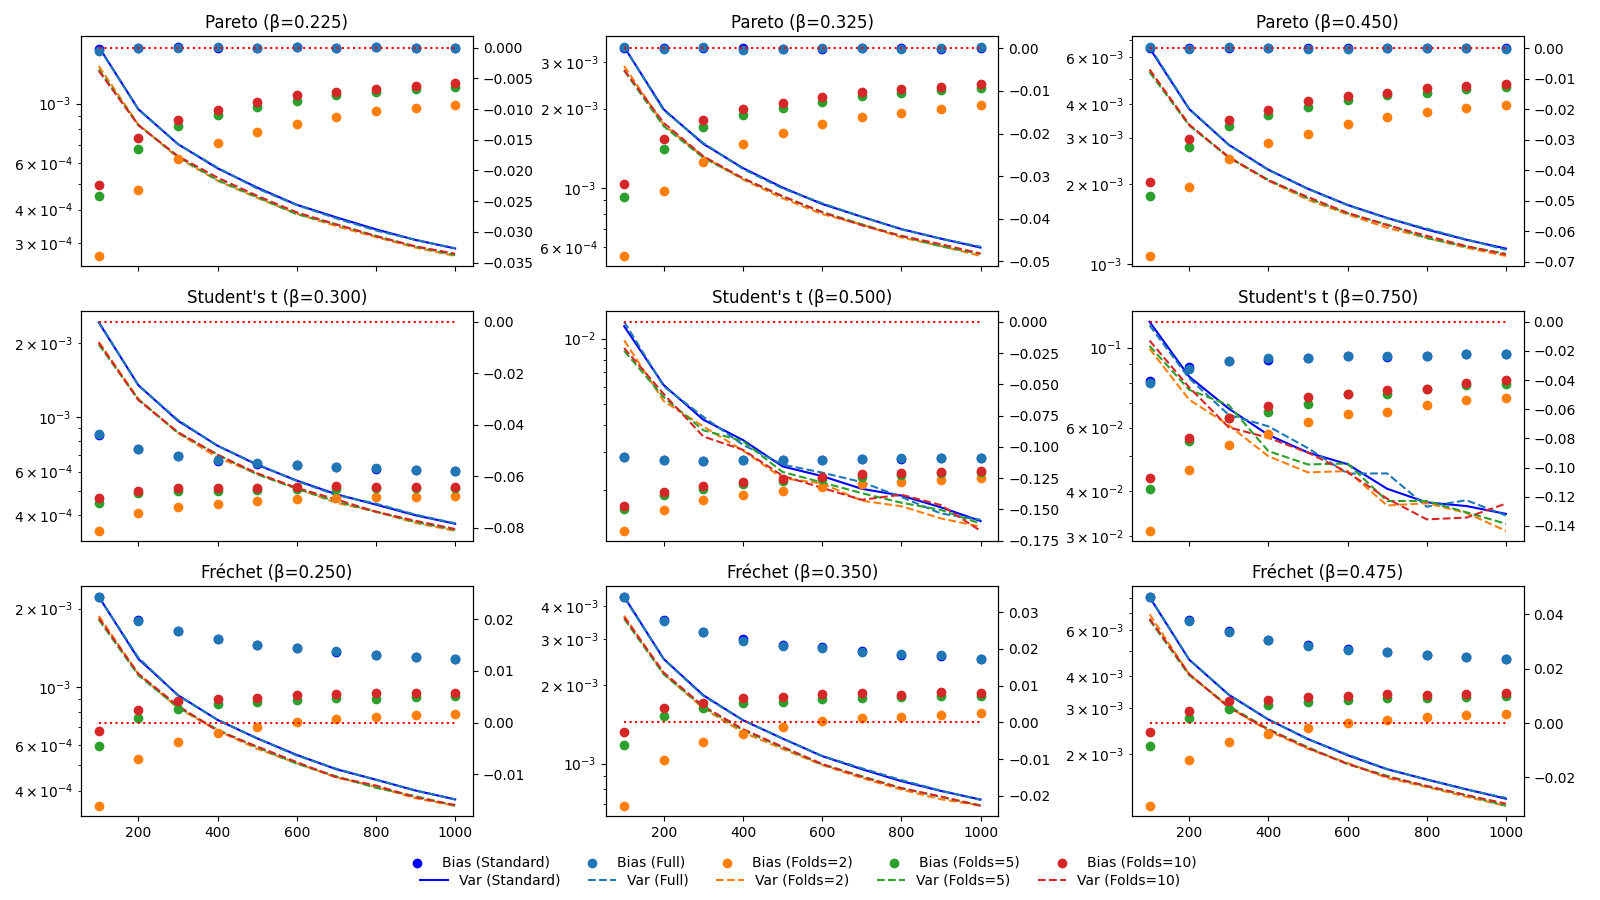 Pareto (β=0.225)
Pareto (β=0.325)
Pareto (β=0.450)
10⁻³
6 × 10⁻⁴
4 × 10⁻⁴
3 × 10⁻⁴
0.000
−0.005
−0.010
−0.015
−0.020
−0.025
−0.030
−0.035
3 × 10⁻³
2 × 10⁻³
10⁻³
6 × 10⁻⁴
0.00
−0.01
−0.02
−0.03
−0.04
−0.05
6 × 10⁻³
4 × 10⁻³
3 × 10⁻³
2 × 10⁻³
10⁻³
0.00
−0.01
−0.02
−0.03
−0.04
−0.05
−0.06
−0.07
Student's t (β=0.300)
Student's t (β=0.500)
Student's t (β=0.750)
2 × 10⁻³
10⁻³
6 × 10⁻⁴
4 × 10⁻⁴
0.00
−0.02
−0.04
−0.06
−0.08
10⁻²
0.000
−0.025
−0.050
−0.075
−0.100
−0.125
−0.150
−0.175
10⁻¹
6 × 10⁻²
4 × 10⁻²
3 × 10⁻²
0.00
−0.02
−0.04
−0.06
−0.08
−0.10
−0.12
−0.14
Fréchet (β=0.250)
Fréchet (β=0.350)
Fréchet (β=0.475)
2 × 10⁻³
10⁻³
6 × 10⁻⁴
4 × 10⁻⁴
0.02
0.01
0.00
−0.01
4 × 10⁻³
3 × 10⁻³
2 × 10⁻³
10⁻³
0.03
0.02
0.01
0.00
−0.01
−0.02
6 × 10⁻³
4 × 10⁻³
3 × 10⁻³
2 × 10⁻³
0.04
0.02
0.00
−0.02
200 400 600 800 1000
200 400 600 800 1000
200 400 600 800 1000
Bias (Standard) Bias (Full) Bias (Folds=2) Bias (Folds=5) Bias (Folds=10)
Var (Standard) Var (Full) Var (Folds=2) Var (Folds=5) Var (Folds=10)